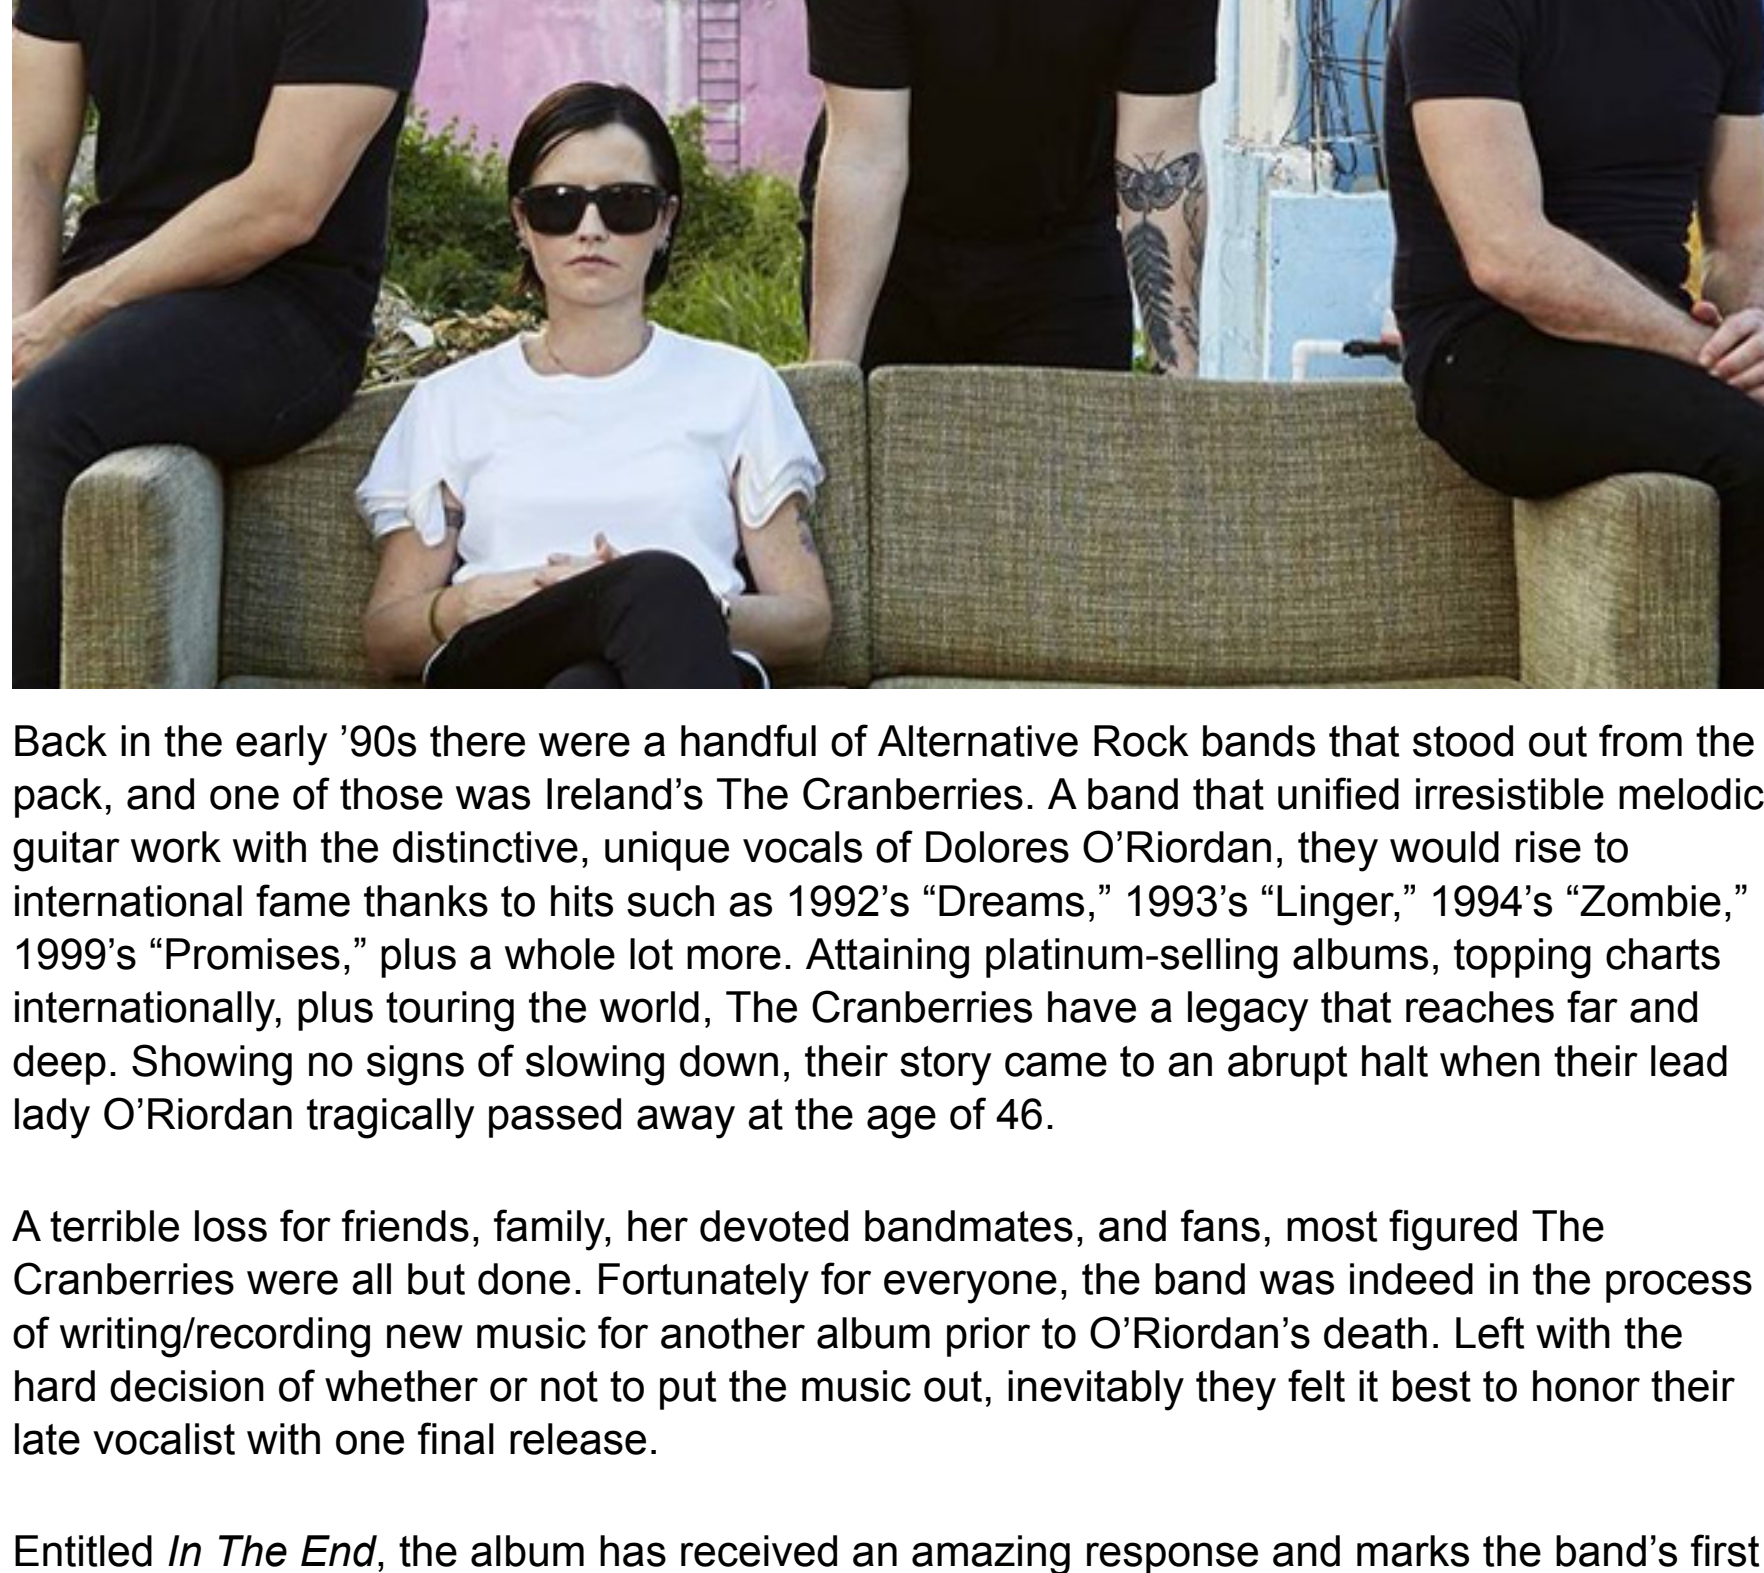 Back in the early ’90s there were a handful of Alternative Rock bands that stood out from the
pack, and one of those was Ireland’s The Cranberries. A band that unified irresistible melodic
guitar work with the distinctive, unique vocals of Dolores O’Riordan, they would rise to
international fame thanks to hits such as 1992’s “Dreams,” 1993’s “Linger,” 1994’s “Zombie,”
1999’s “Promises,” plus a whole lot more. Attaining platinum-selling albums, topping charts
internationally, plus touring the world, The Cranberries have a legacy that reaches far and
deep. Showing no signs of slowing down, their story came to an abrupt halt when their lead
lady O’Riordan tragically passed away at the age of 46.
A terrible loss for friends, family, her devoted bandmates, and fans, most figured The
Cranberries were all but done. Fortunately for everyone, the band was indeed in the process
of writing/recording new music for another album prior to O’Riordan’s death. Left with the
hard decision of whether or not to put the music out, inevitably they felt it best to honor their
late vocalist with one final release.
Entitled In The End, the album has received an amazing response and marks the band’s first